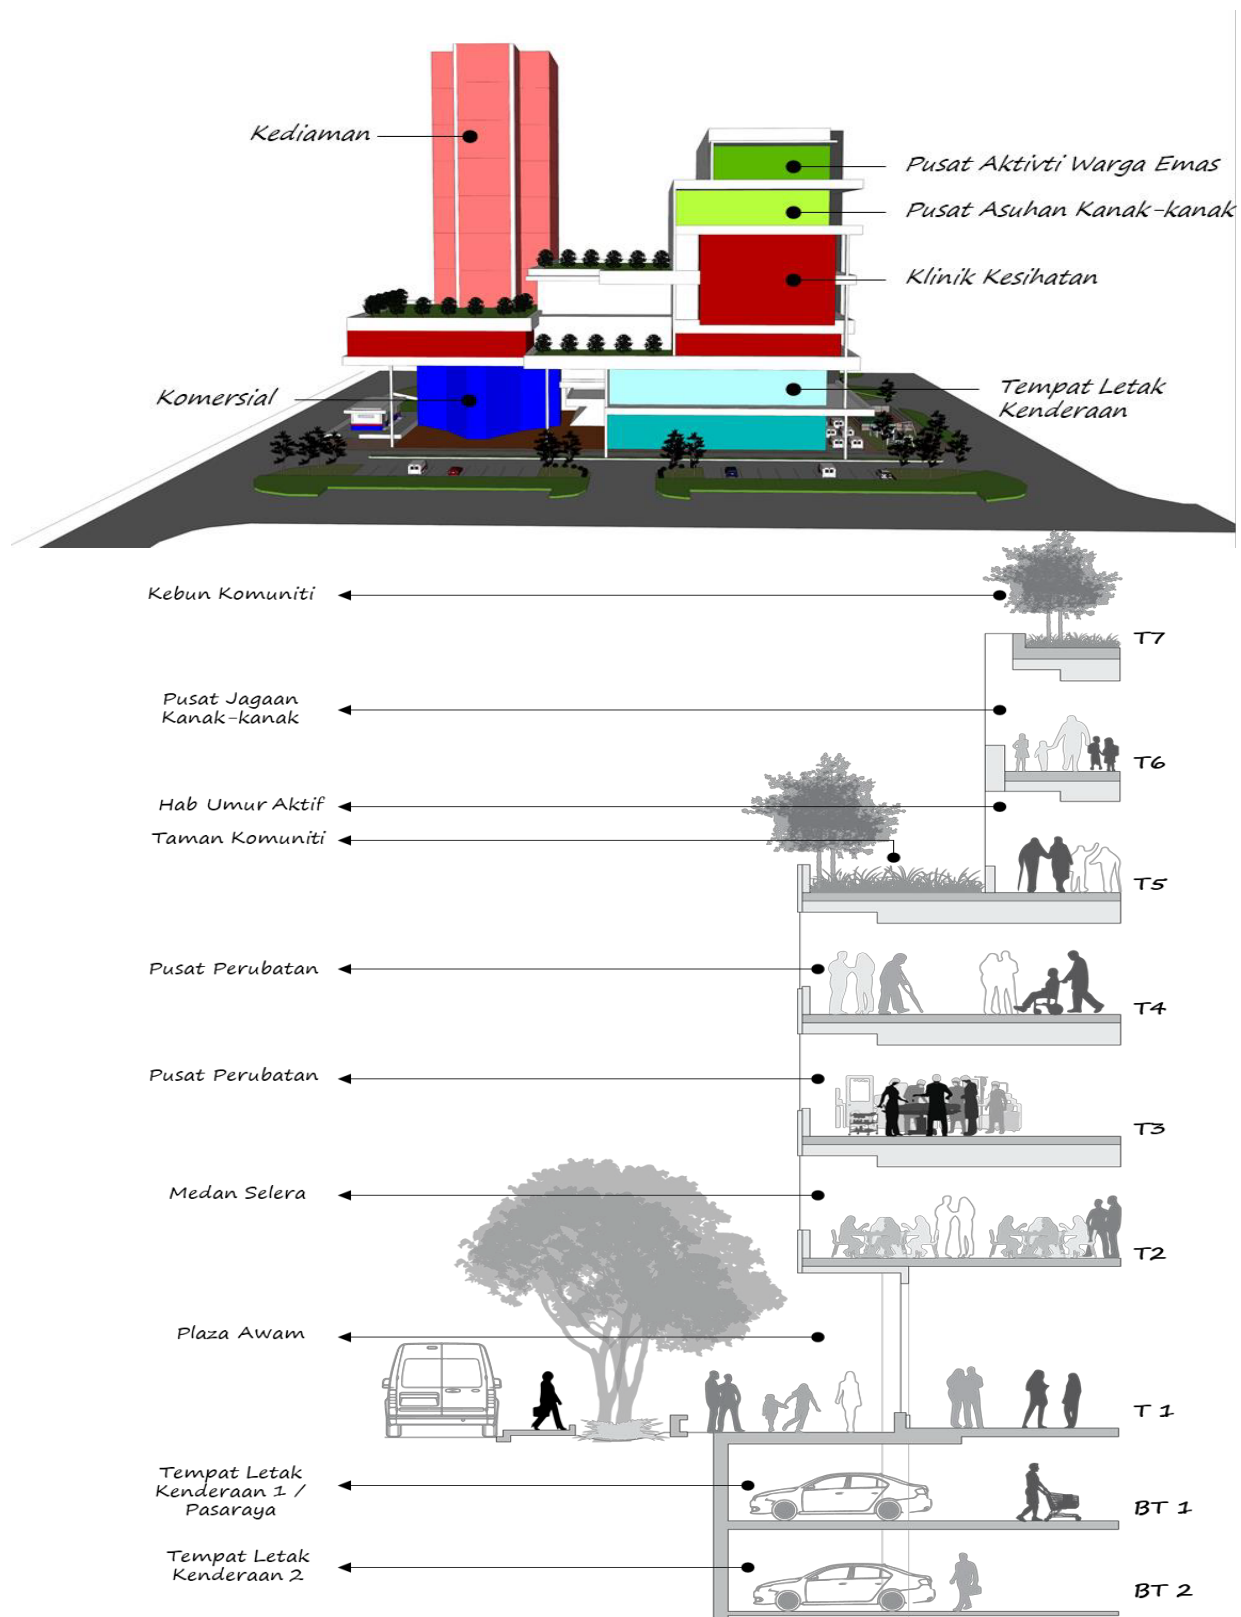 Kediaman
Pusat Aktivti Warga Emas
Pusat Asuhan Kanak-kanak
Klinik Kesihatan
Komersial
Tempat Letak
Kenderaan
Kebun Komuniti
T7
Pusat Jagaan
Kanak-kanak
T6
Hab Umur Aktif
Taman Komuniti
T5
Pusat Perubatan
T4
Pusat Perubatan
T3
Medan Selera
T2
Plaza Awam
T 1
Tempat Letak
Kenderaan 1 /
Pasaraya
BT 1
Tempat Letak
Kenderaan 2
BT 2